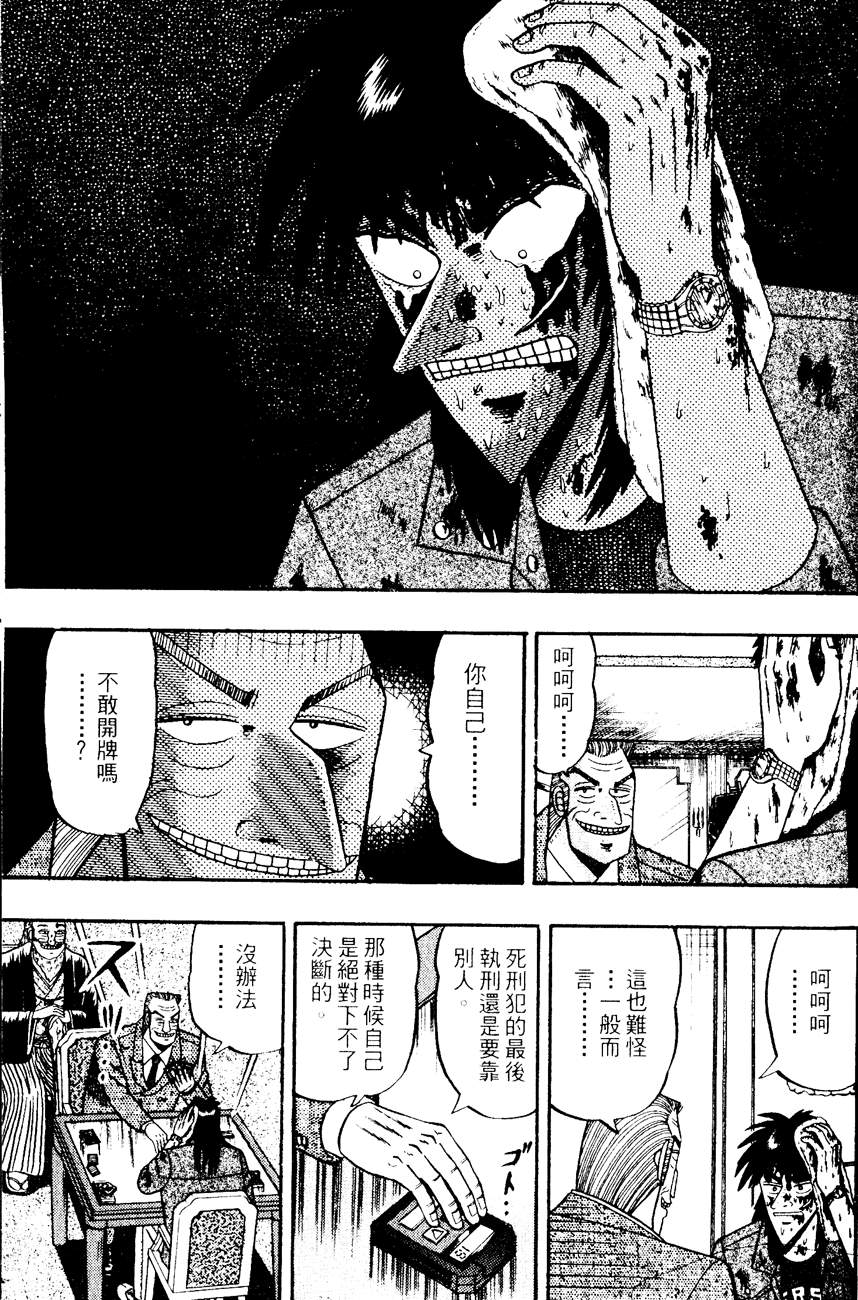 呵呵呵……
你自己………
不敢開牌嗎
………?
呵呵呵
……
這也難怪
…一般而
言………
死刑犯的最後
執刑還是要靠
別人。
ゴト…
那種時候自己
是絕對下不了
決斷的。
沒辦法
……
ス